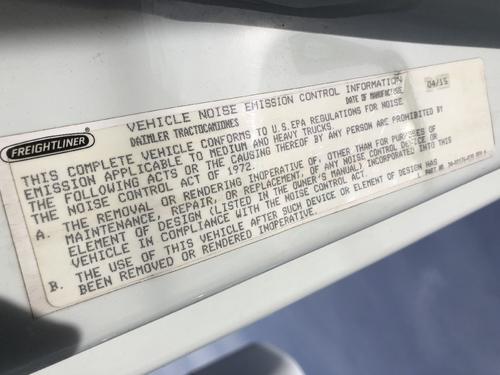 FREIGHTLINER
VEHICLE NOISE EMISSION CONTROL INFORMATION
DAIMLER TRACTOCAMIONES DATE OF MANUFACTURE 04/15
THIS COMPLETE VEHICLE CONFORMS TO U.S. EPA REGULATIONS FOR NOISE
EMISSION APPLICABLE TO MEDIUM AND HEAVY TRUCKS.
THE FOLLOWING ACTS OR THE CAUSING THEREOF BY ANY PERSON ARE PROHIBITED BY
THE NOISE CONTROL ACT OF 1972.
A. THE REMOVAL OR RENDERING INOPERATIVE OF, OTHER THAN FOR PURPOSES OF
MAINTENANCE, REPAIR, OR REPLACEMENT, OF ANY NOISE CONTROL DEVICE OR
ELEMENT OF DESIGN (LISTED IN THE OWNER'S MANUAL) INCORPORATED INTO THIS
VEHICLE IN COMPLIANCE WITH THE NOISE CONTROL ACT.
B. THE USE OF THIS VEHICLE AFTER SUCH DEVICE OR ELEMENT OF DESIGN HAS
BEEN REMOVED OR RENDERED INOPERATIVE.
PART NO.